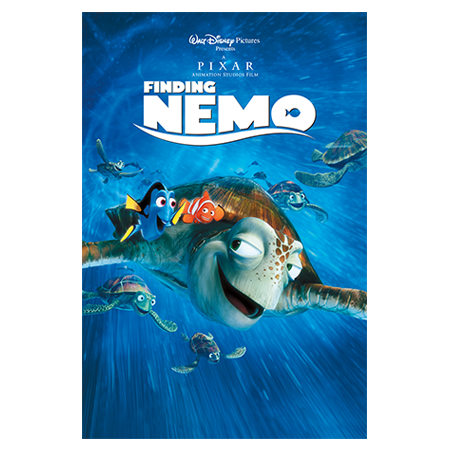 Walt Disney Pictures
Presents
A
PIXAR
ANIMATION STUDIOS FILM
FINDING
NEMO